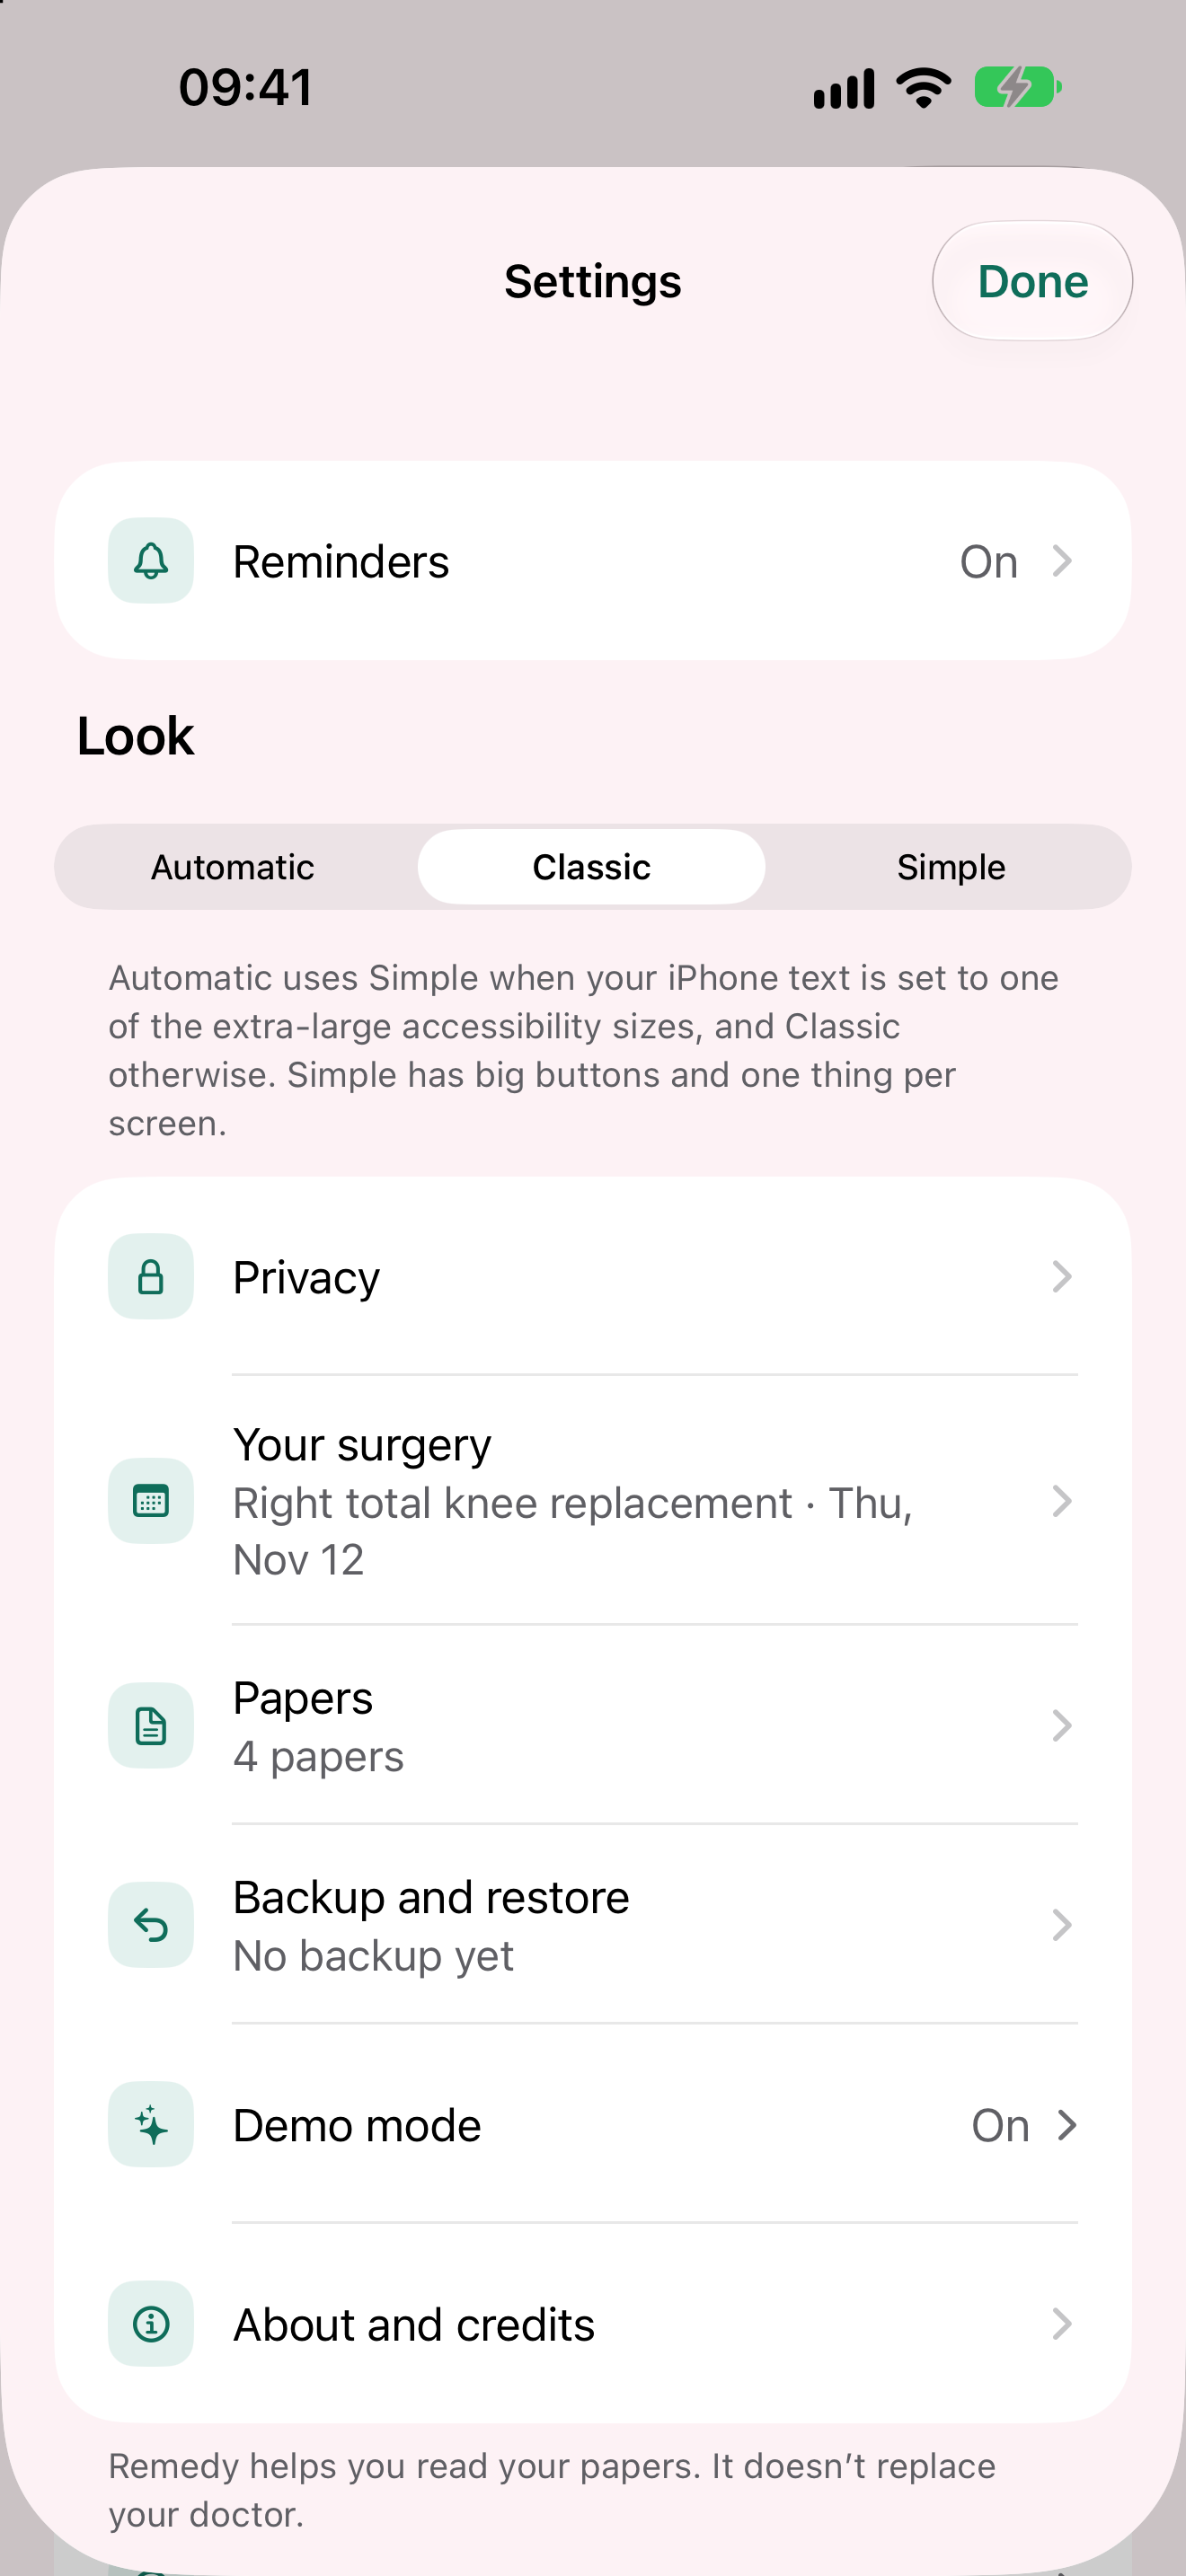 09:41
Settings
Done
Reminders
On
Look
Automatic
Classic
Simple
Automatic uses Simple when your iPhone text is set to one
of the extra-large accessibility sizes, and Classic
otherwise. Simple has big buttons and one thing per
screen.
Privacy
Your surgery
Right total knee replacement · Thu,
Nov 12
Papers
4 papers
Backup and restore
No backup yet
Demo mode
On
About and credits
Remedy helps you read your papers. It doesn’t replace
your doctor.